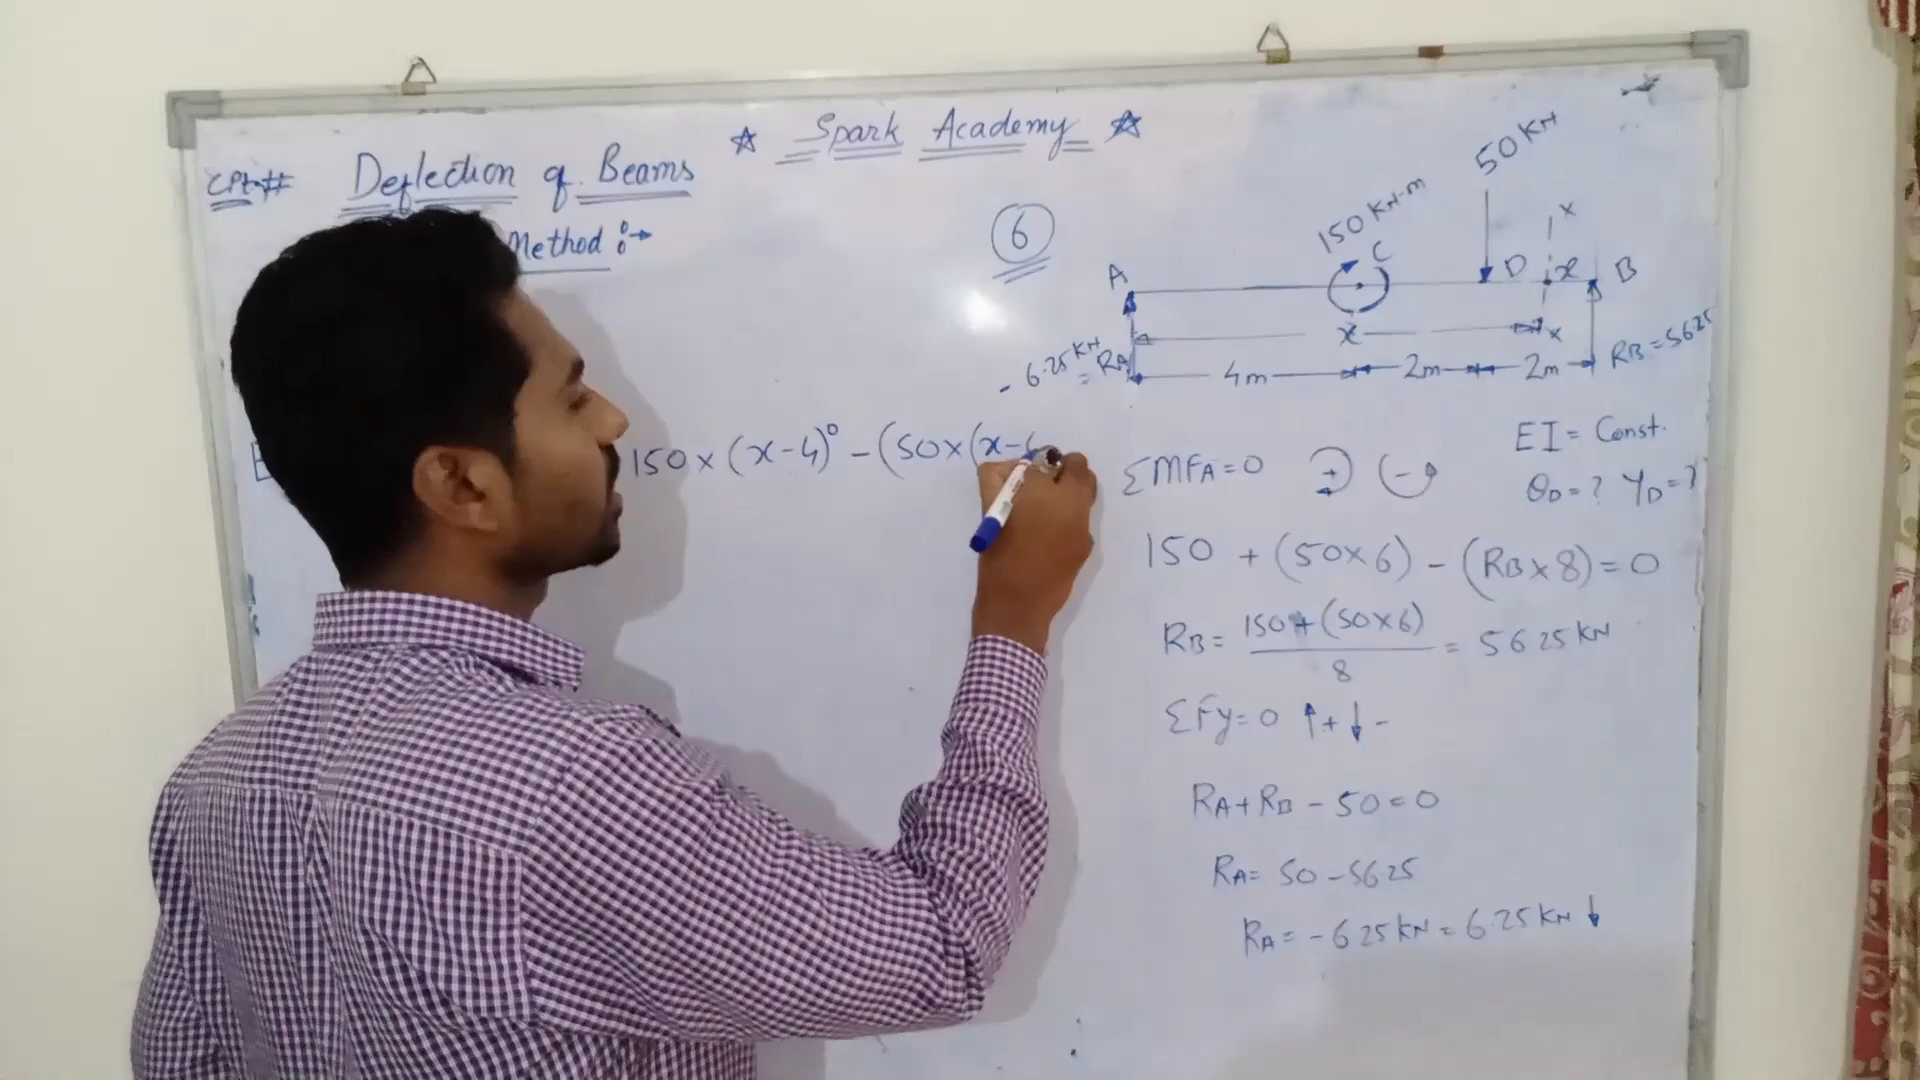 ☆ Spark Academy ☆
CPt-# Deflection of Beams
Method :→
6
50 KN
150 KN-m
x
A
C
D
x
B
x
x
- 6.25 KN = RA
RB = 56.25
4m
2m
2m
150 × (x-4)⁰ - (50×(x-
EI = Const.
ΣMFA = 0 + -
θD = ? YD = ?
150 + (50×6) - (RB×8) = 0
RB = 150 + (50×6) / 8 = 56.25 KN
ΣFy = 0 ↑+ ↓-
RA + RB - 50 = 0
RA = 50 - 56.25
RA = - 6.25 KN = 6.25 KN ↓